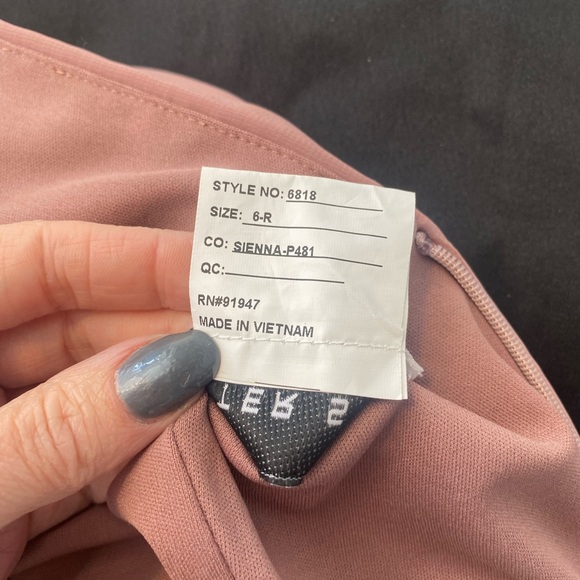 STYLE NO: 6818
SIZE: 6-R
CO: SIENNA-P481
QC:
RN#91947
MADE IN VIETNAM